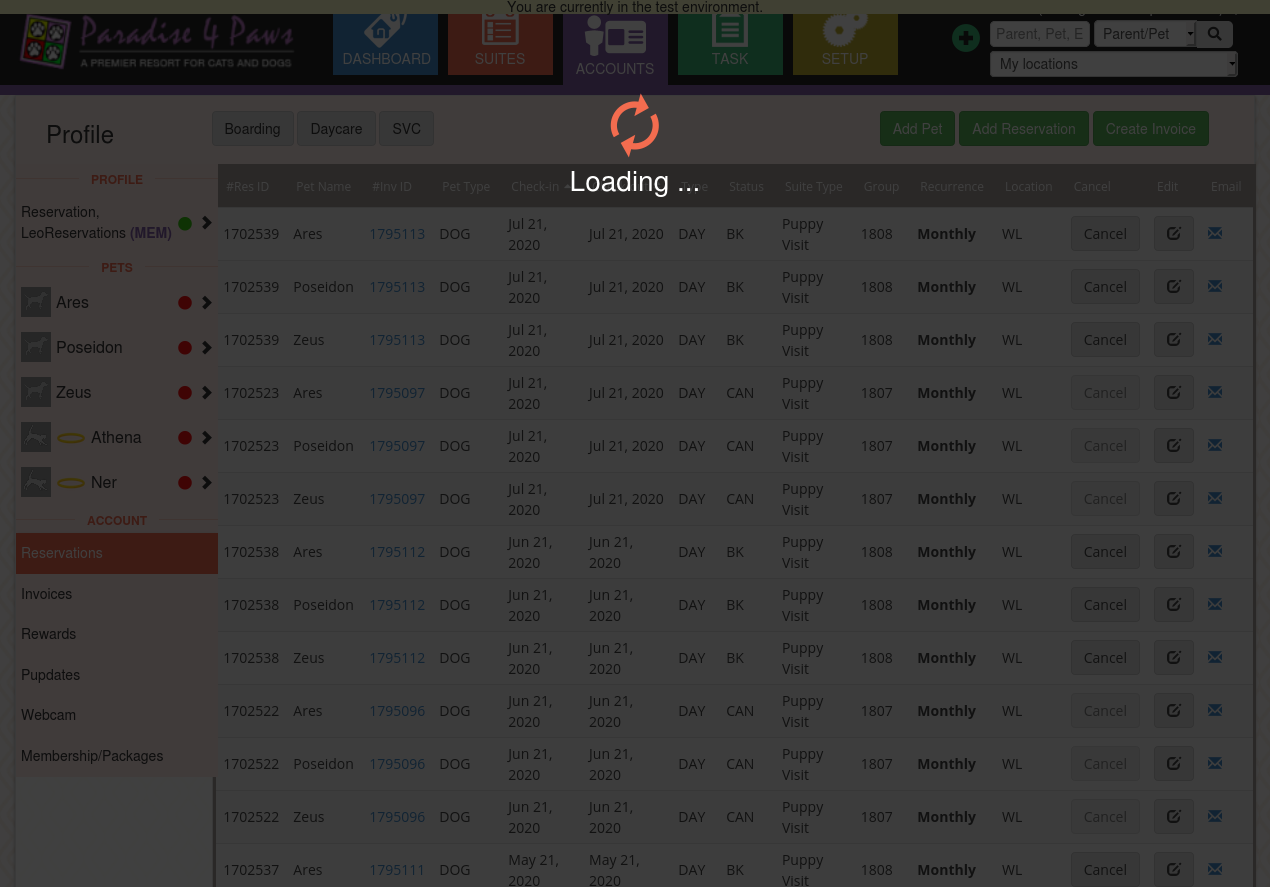 You are currently in the test environment.
Paradise 4 Paws
A PREMIER RESORT FOR CATS AND DOGS
DASHBOARD
SUITES
ACCOUNTS
TASK
SETUP
Parent, Pet, E
Parent/Pet
My locations
Profile
Boarding Daycare SVC
Add Pet Add Reservation Create Invoice
Loading ...
#Res ID Pet Name #Inv ID Pet Type Check-in Status Suite Type Group Recurrence Location Cancel Edit Email
PROFILE
Reservation,
LeoReservations (MEM)
PETS
Ares
Poseidon
Zeus
Athena
Ner
ACCOUNT
Reservations
Invoices
Rewards
Pupdates
Webcam
Membership/Packages
1702539 Ares 1795113 DOG Jul 21, 2020 Jul 21, 2020 DAY BK Puppy Visit 1808 Monthly WL Cancel
1702539 Poseidon 1795113 DOG Jul 21, 2020 Jul 21, 2020 DAY BK Puppy Visit 1808 Monthly WL Cancel
1702539 Zeus 1795113 DOG Jul 21, 2020 Jul 21, 2020 DAY BK Puppy Visit 1808 Monthly WL Cancel
1702523 Ares 1795097 DOG Jul 21, 2020 Jul 21, 2020 DAY CAN Puppy Visit 1807 Monthly WL Cancel
1702523 Poseidon 1795097 DOG Jul 21, 2020 Jul 21, 2020 DAY CAN Puppy Visit 1807 Monthly WL Cancel
1702523 Zeus 1795097 DOG Jul 21, 2020 Jul 21, 2020 DAY CAN Puppy Visit 1807 Monthly WL Cancel
1702538 Ares 1795112 DOG Jun 21, 2020 Jun 21, 2020 DAY BK Puppy Visit 1808 Monthly WL Cancel
1702538 Poseidon 1795112 DOG Jun 21, 2020 Jun 21, 2020 DAY BK Puppy Visit 1808 Monthly WL Cancel
1702538 Zeus 1795112 DOG Jun 21, 2020 Jun 21, 2020 DAY BK Puppy Visit 1808 Monthly WL Cancel
1702522 Ares 1795096 DOG Jun 21, 2020 Jun 21, 2020 DAY CAN Puppy Visit 1807 Monthly WL Cancel
1702522 Poseidon 1795096 DOG Jun 21, 2020 Jun 21, 2020 DAY CAN Puppy Visit 1807 Monthly WL Cancel
1702522 Zeus 1795096 DOG Jun 21, 2020 Jun 21, 2020 DAY CAN Puppy Visit 1807 Monthly WL Cancel
1702537 Ares 1795111 DOG May 21, 2020 May 21, 2020 DAY BK Puppy Visit 1808 Monthly WL Cancel